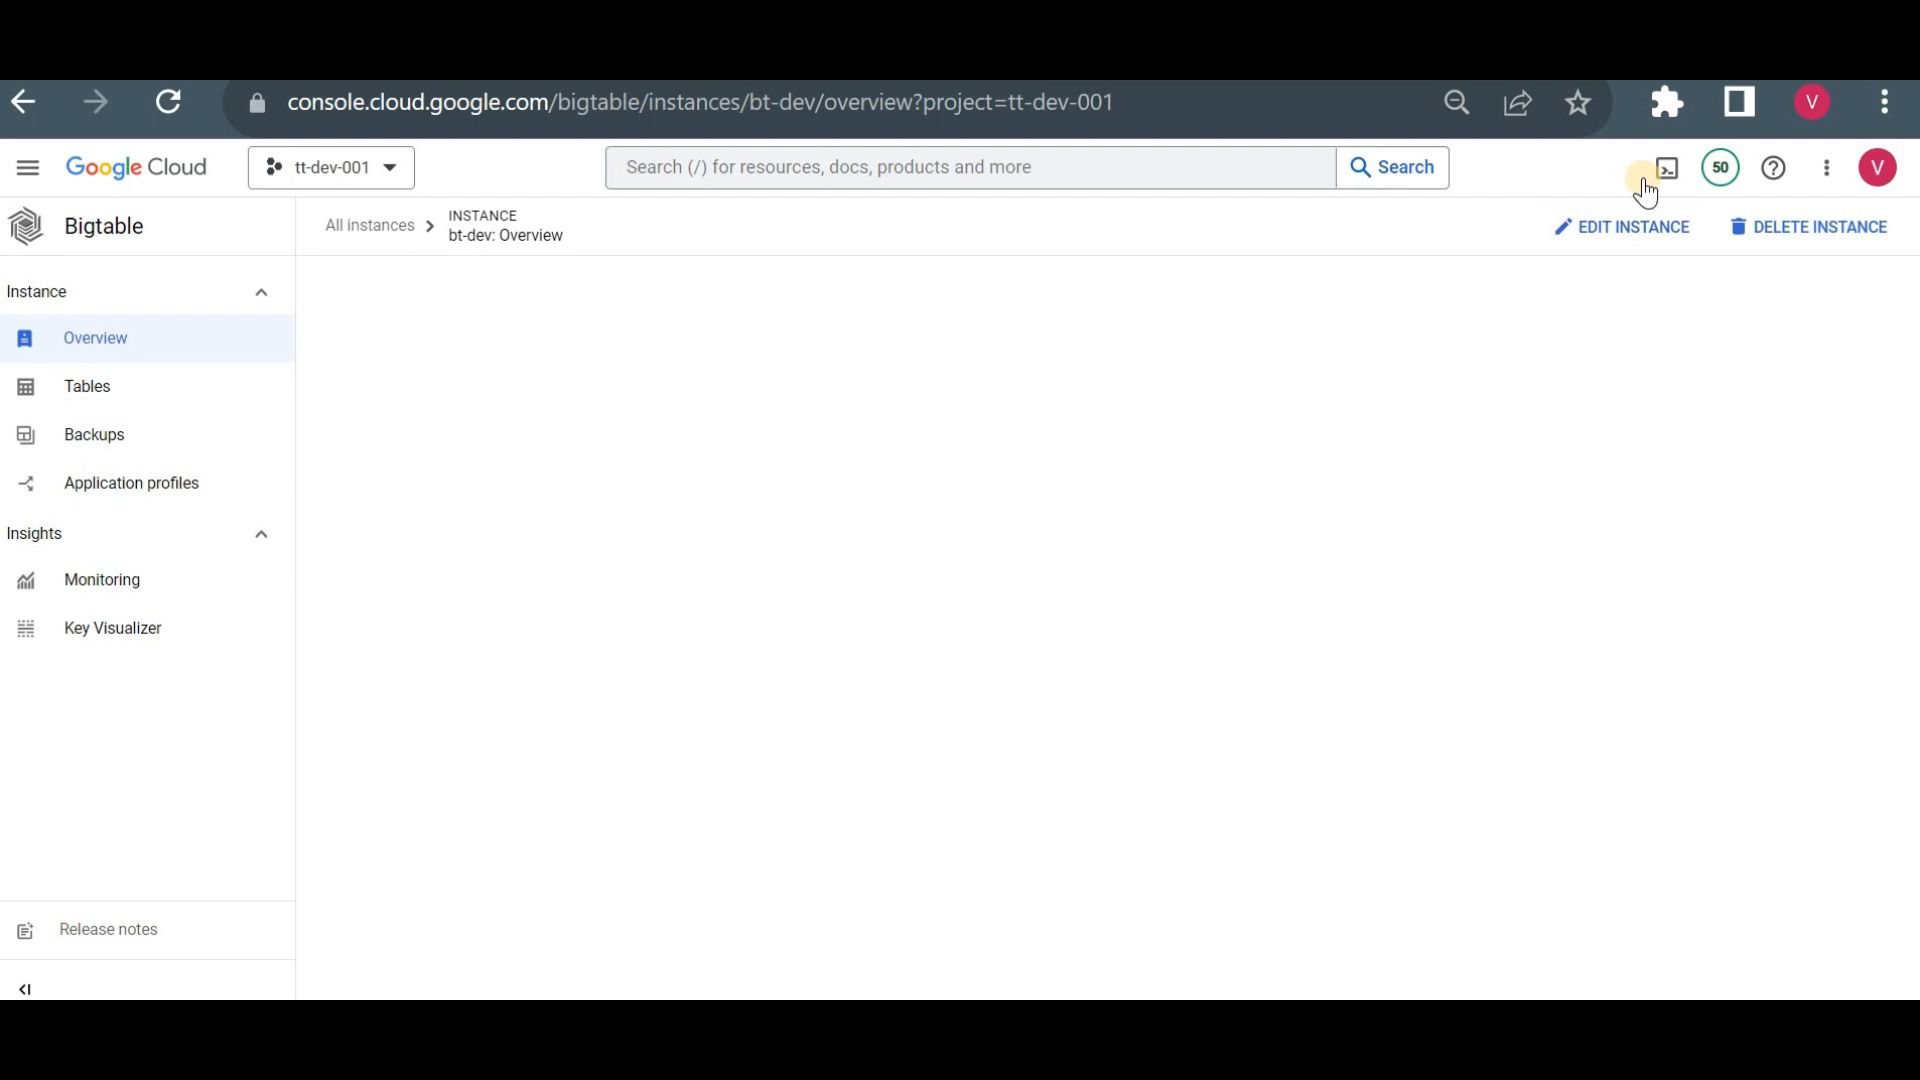 console.cloud.google.com/bigtable/instances/bt-dev/overview?project=tt-dev-001
V
Google Cloud
tt-dev-001
Search (/) for resources, docs, products and more
Search
50
V
Bigtable
All instances
INSTANCE
bt-dev: Overview
EDIT INSTANCE
DELETE INSTANCE
Instance
Overview
Tables
Backups
Application profiles
Insights
Monitoring
Key Visualizer
Release notes